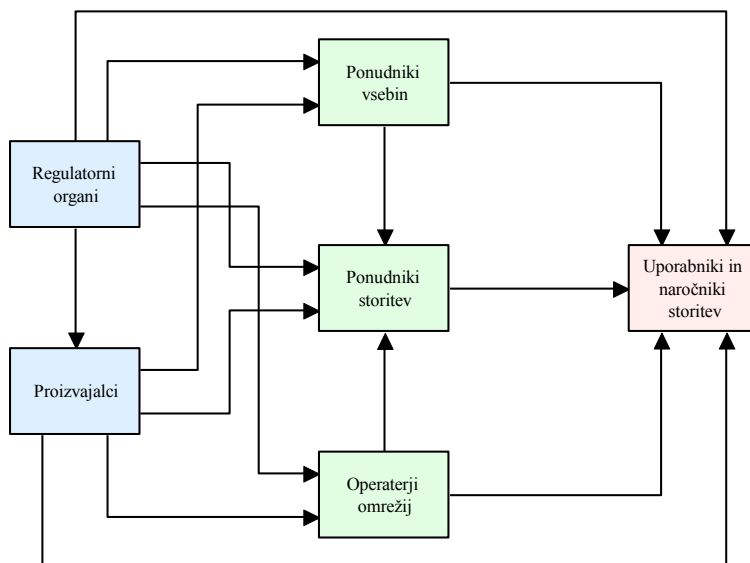 Ponudniki
vsebin
Regulatorni
organi
Ponudniki
storitev
Uporabniki in
naročniki
storitev
Proizvajalci
Operaterji
omrežij